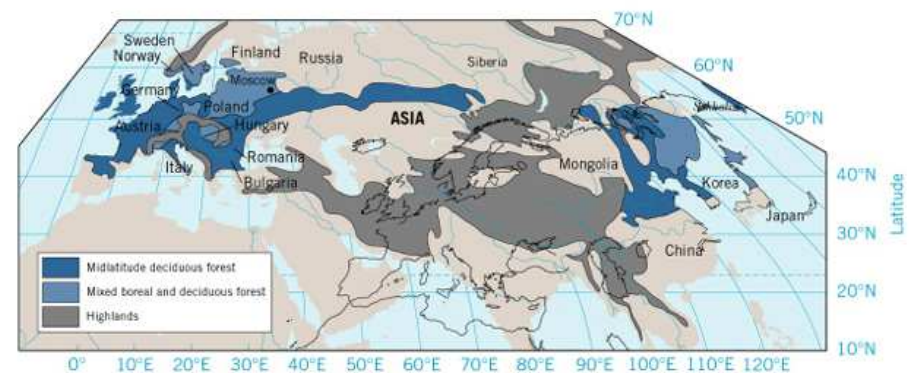 70°N
Sweden
Norway
Finland
Russia
Siberia
60°N
Moscow
Germany
Poland
50°N
Austria
ASIA
Hungary
Italy
Romania
Mongolia
Bulgaria
Korea
40°N
Japan
Latitude
China
30°N
Midlatitude deciduous forest
Mixed boreal and deciduous forest
Highlands
20°N
10°N
0° 10°E 20°E 30°E 40°E 50°E 60°E 70°E 80°E 90°E 100°E 110°E 120°E